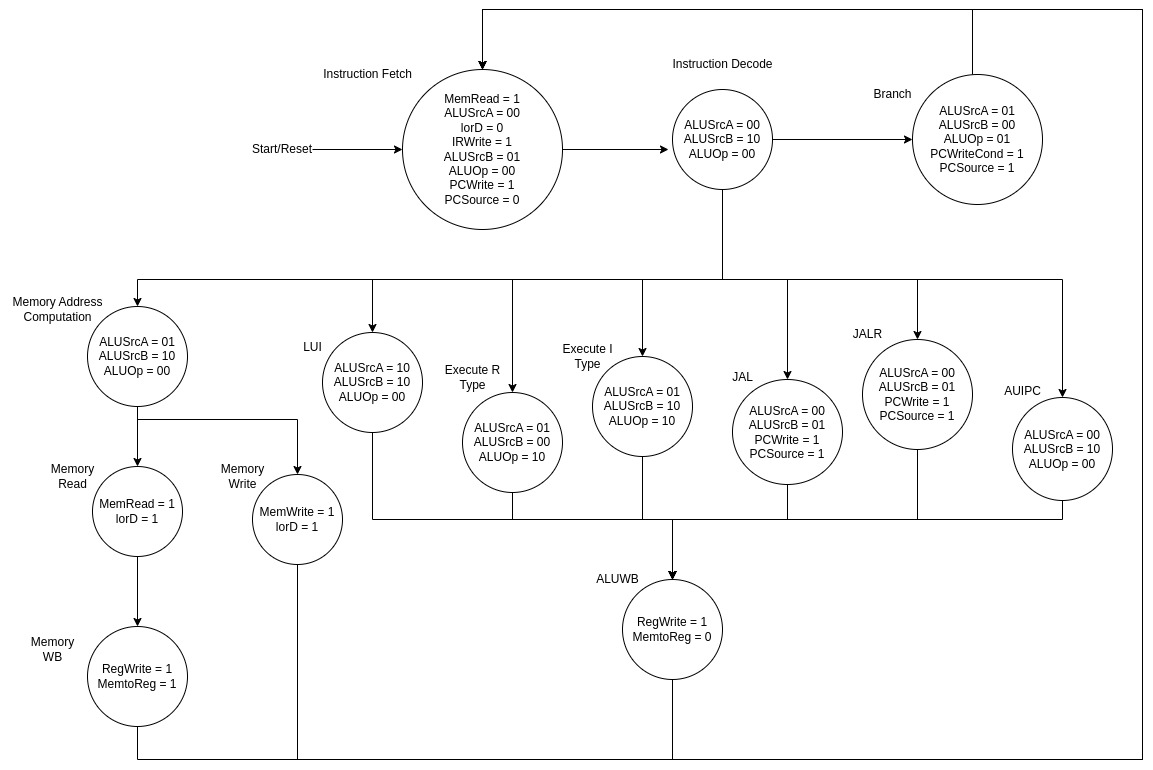 Instruction Fetch
MemRead = 1
ALUSrcA = 00
IorD = 0
IRWrite = 1
ALUSrcB = 01
ALUOp = 00
PCWrite = 1
PCSource = 0
Start/Reset
Instruction Decode
ALUSrcA = 00
ALUSrcB = 10
ALUOp = 00
Branch
ALUSrcA = 01
ALUSrcB = 00
ALUOp = 01
PCWriteCond = 1
PCSource = 1
Memory Address
Computation
ALUSrcA = 01
ALUSrcB = 10
ALUOp = 00
LUI
ALUSrcA = 10
ALUSrcB = 10
ALUOp = 00
Execute R
Type
ALUSrcA = 01
ALUSrcB = 00
ALUOp = 10
Execute I
Type
ALUSrcA = 01
ALUSrcB = 10
ALUOp = 10
JAL
ALUSrcA = 00
ALUSrcB = 01
PCWrite = 1
PCSource = 1
JALR
ALUSrcA = 00
ALUSrcB = 01
PCWrite = 1
PCSource = 1
AUIPC
ALUSrcA = 00
ALUSrcB = 10
ALUOp = 00
Memory
Read
MemRead = 1
IorD = 1
Memory
Write
MemWrite = 1
IorD = 1
Memory
WB
RegWrite = 1
MemtoReg = 1
ALUWB
RegWrite = 1
MemtoReg = 0